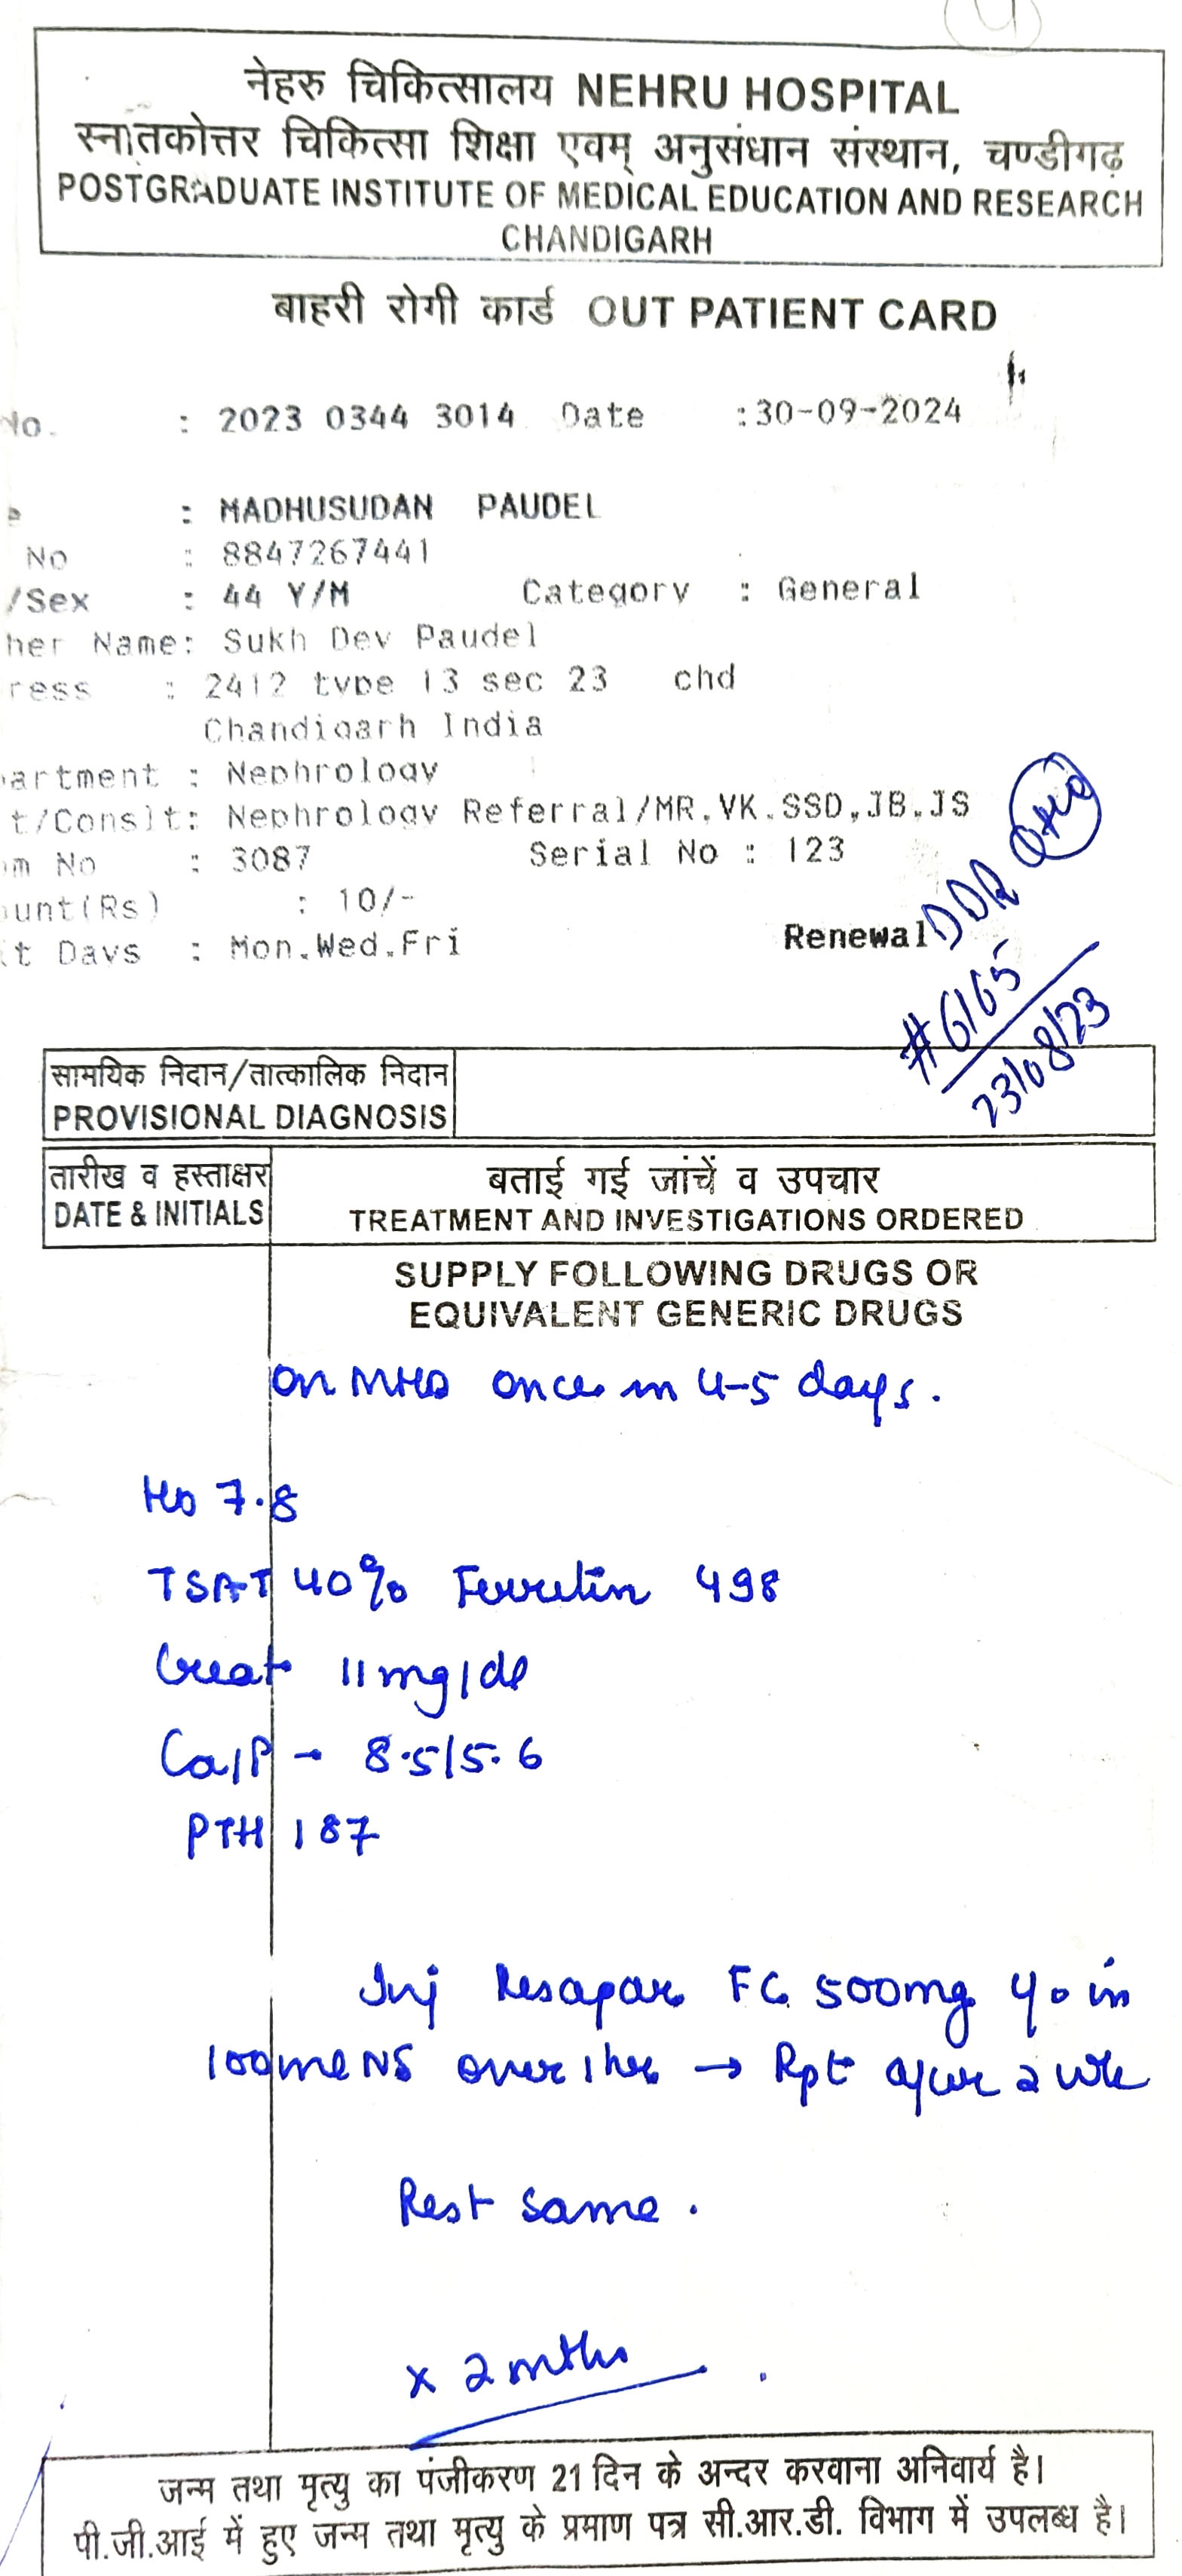 नेहरु चिकित्सालय NEHRU HOSPITAL
स्नातकोत्तर चिकित्सा शिक्षा एवम् अनुसंधान संस्थान, चण्डीगढ़
POSTGRADUATE INSTITUTE OF MEDICAL EDUCATION AND RESEARCH
CHANDIGARH
बाहरी रोगी कार्ड OUT PATIENT CARD
No. : 2023 0344 3014 Date :30-09-2024
: MADHUSUDAN PAUDEL
No : 8847267441
/Sex : 44 Y/M Category : General
her Name: Sukh Dev Paudel
ress : 2412 type 13 sec 23 chd
Chandigarh India
artment : Nephrology
t/Conslt: Nephrology Referral/MR.VK.SSD,JB,JS
m No : 3087 Serial No : 123
unt(Rs) : 10/-
t Days : Mon.Wed.Fri
Renewal
#6165
23/08/23
सामयिक निदान/तात्कालिक निदान
PROVISIONAL DIAGNOSIS
तारीख व हस्ताक्षर बताई गई जांचें व उपचार
DATE & INITIALS TREATMENT AND INVESTIGATIONS ORDERED
SUPPLY FOLLOWING DRUGS OR
EQUIVALENT GENERIC DRUGS
on MHD once in 4-5 days.
Hb 7.8
TSAT 40% Ferretin 498
Creat 11mg/dl
Ca/P - 8.5/5.6
PTH 187
Inj FC 500mg in
100ml NS over 1 hr → Rpt after 2 wk
Rest same.
x 2 mths
जन्म तथा मृत्यु का पंजीकरण 21 दिन के अन्दर करवाना अनिवार्य है।
पी.जी.आई में हुए जन्म तथा मृत्यु के प्रमाण पत्र सी.आर.डी. विभाग में उपलब्ध है।